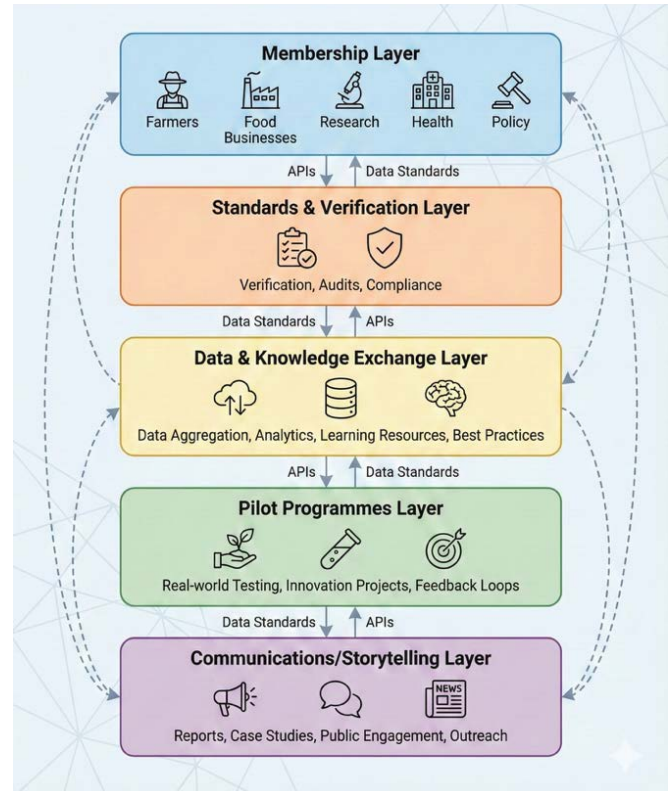 Membership Layer
Farmers
Food
Businesses
Research
Health
Policy
APIs
Data Standards
Standards & Verification Layer
Verification, Audits, Compliance
Data Standards
APIs
Data & Knowledge Exchange Layer
Data Aggregation, Analytics, Learning Resources, Best Practices
APIs
Data Standards
Pilot Programmes Layer
Real-world Testing, Innovation Projects, Feedback Loops
Data Standards
APIs
Communications/Storytelling Layer
NEWS
Reports, Case Studies, Public Engagement, Outreach